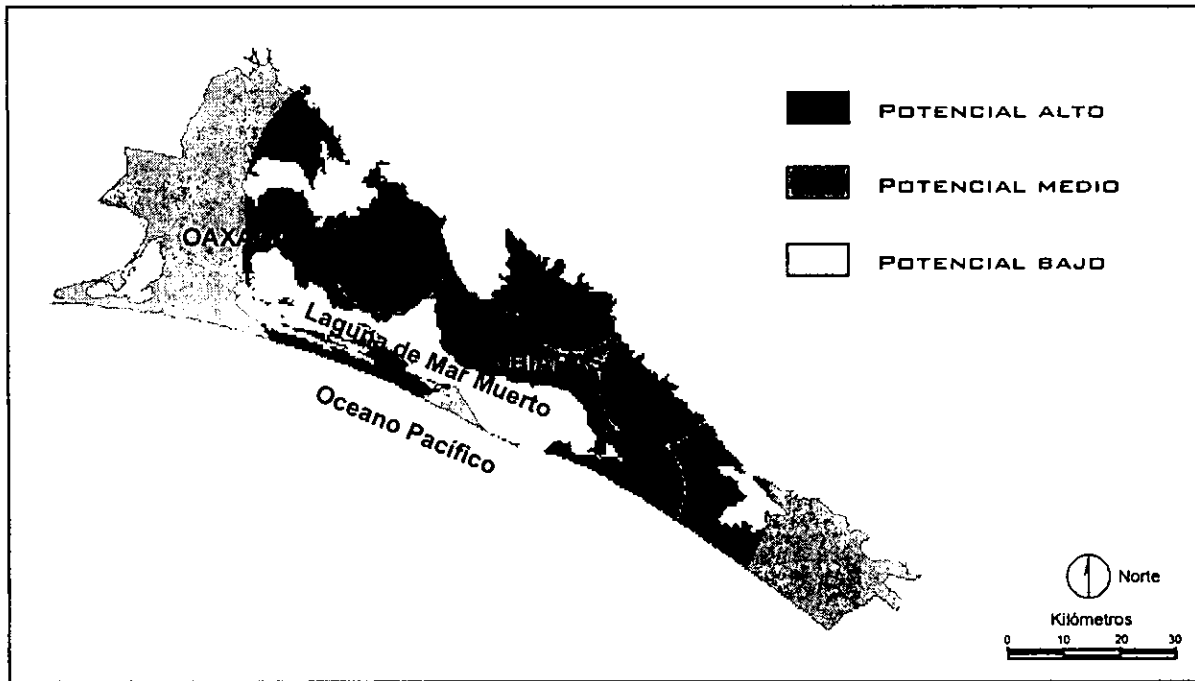 POTENCIAL ALTO
POTENCIAL MEDIO
POTENCIAL BAJO
Laguna de Mar Muerto
Oceano Pacífico
Norte
Kilómetros
0 10 20 30